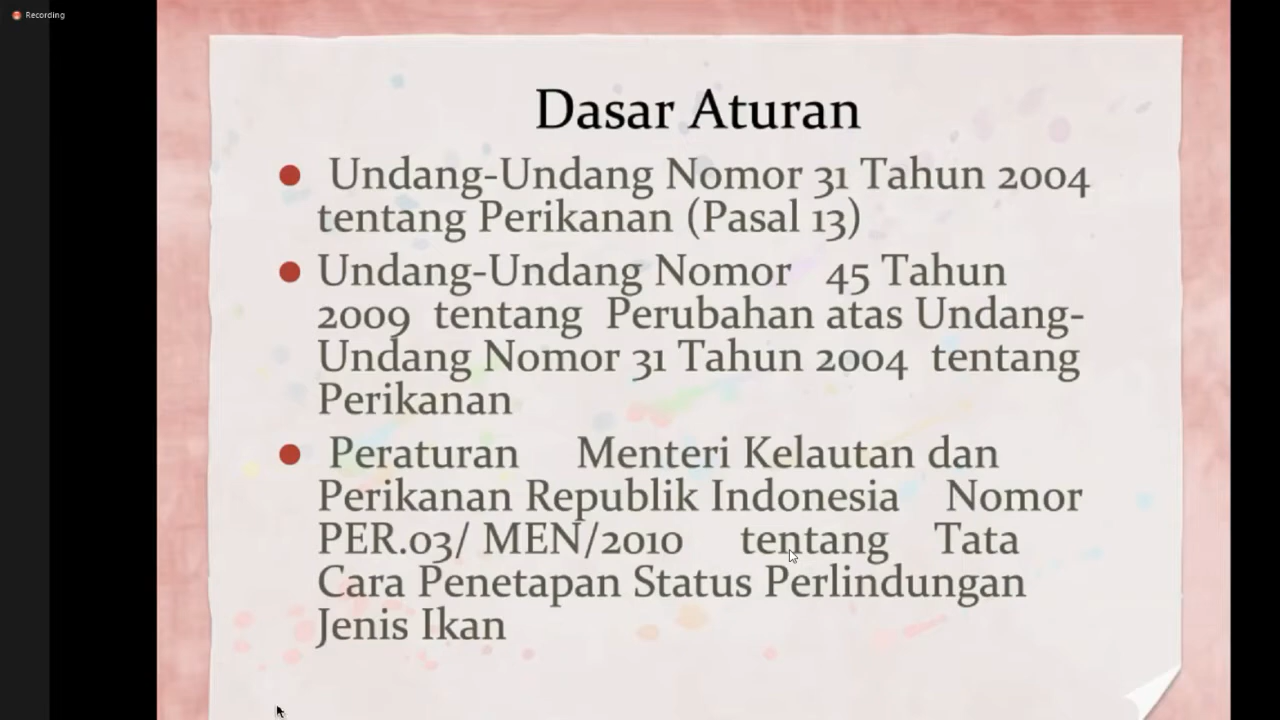 Recording
Dasar Aturan
Undang-Undang Nomor 31 Tahun 2004
tentang Perikanan (Pasal 13)
Undang-Undang Nomor 45 Tahun
2009 tentang Perubahan atas Undang-
Undang Nomor 31 Tahun 2004 tentang
Perikanan
Peraturan Menteri Kelautan dan
Perikanan Republik Indonesia Nomor
PER.03/ MEN/2010 tentang Tata
Cara Penetapan Status Perlindungan
Jenis Ikan